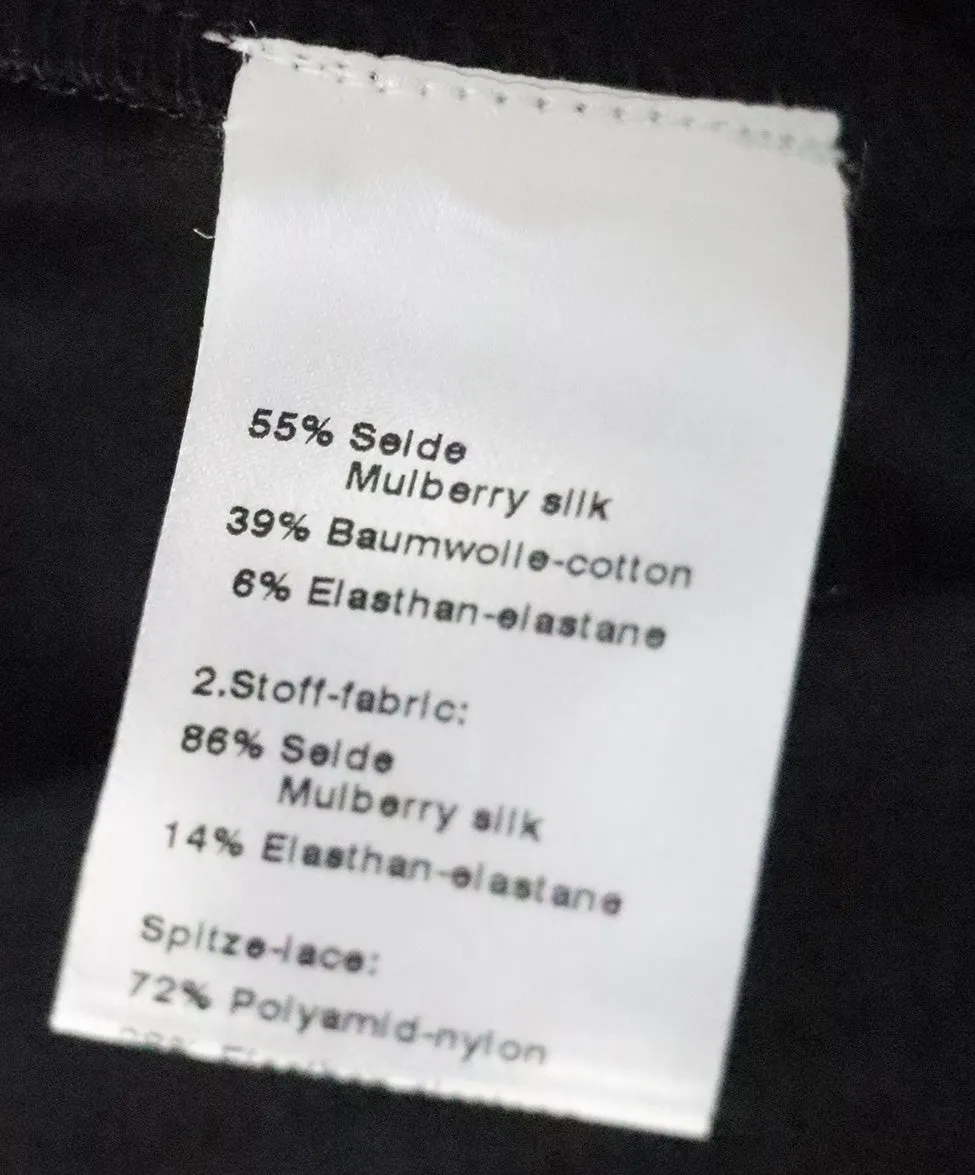 55% Seide
Mulberry silk
39% Baumwolle-cotton
6% Elasthan-elastane
2.Stoff-fabric:
86% Seide
Mulberry silk
14% Elasthan-elastane
Spitze-lace:
72% Polyamid-nylon